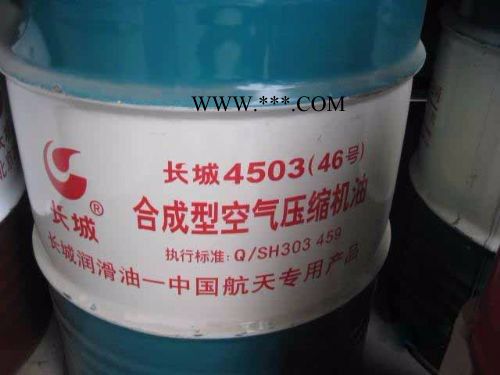 WWW.***.COM
长城4503(46号)
®
长城
合成型空气压缩机油
执行标准: Q/SH303 459
长城润滑油—中国航天专用产品